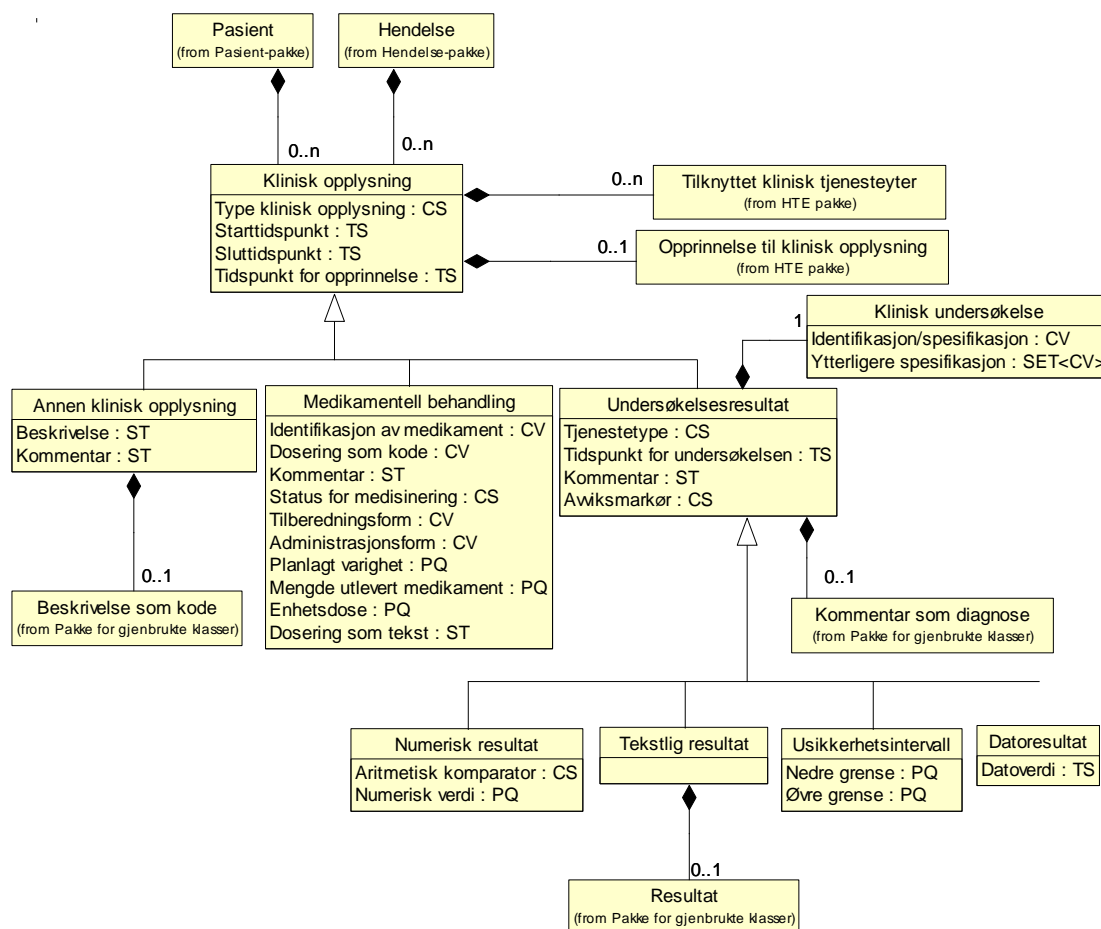 Pasient
(from Pasient-pakke)
Hendelse
(from Hendelse-pakke)
0..n
0..n
Klinisk opplysning
Type klinisk opplysning : CS
Starttidspunkt : TS
Sluttidspunkt : TS
Tidspunkt for opprinnelse : TS
0..n
Tilknyttet klinisk tjenesteyter
(from HTE pakke)
0..1
Opprinnelse til klinisk opplysning
(from HTE pakke)
1
Klinisk undersøkelse
Identifikasjon/spesifikasjon : CV
Ytterligere spesifikasjon : SET<CV>
Annen klinisk opplysning
Beskrivelse : ST
Kommentar : ST
0..1
Beskrivelse som kode
(from Pakke for gjenbrukte klasser)
Medikamentell behandling
Identifikasjon av medikament : CV
Dosering som kode : CV
Kommentar : ST
Status for medisinering : CS
Tilberedningsform : CV
Administrasjonsform : CV
Planlagt varighet : PQ
Mengde utlevert medikament : PQ
Enhetsdose : PQ
Dosering som tekst : ST
Undersøkelsesresultat
Tjenestetype : CS
Tidspunkt for undersøkelsen : TS
Kommentar : ST
Avviksmarkør : CS
0..1
Kommentar som diagnose
(from Pakke for gjenbrukte klasser)
Numerisk resultat
Aritmetisk komparator : CS
Numerisk verdi : PQ
Tekstlig resultat
Usikkerhetsintervall
Nedre grense : PQ
Øvre grense : PQ
Datoresultat
Datoverdi : TS
0..1
Resultat
(from Pakke for gjenbrukte klasser)